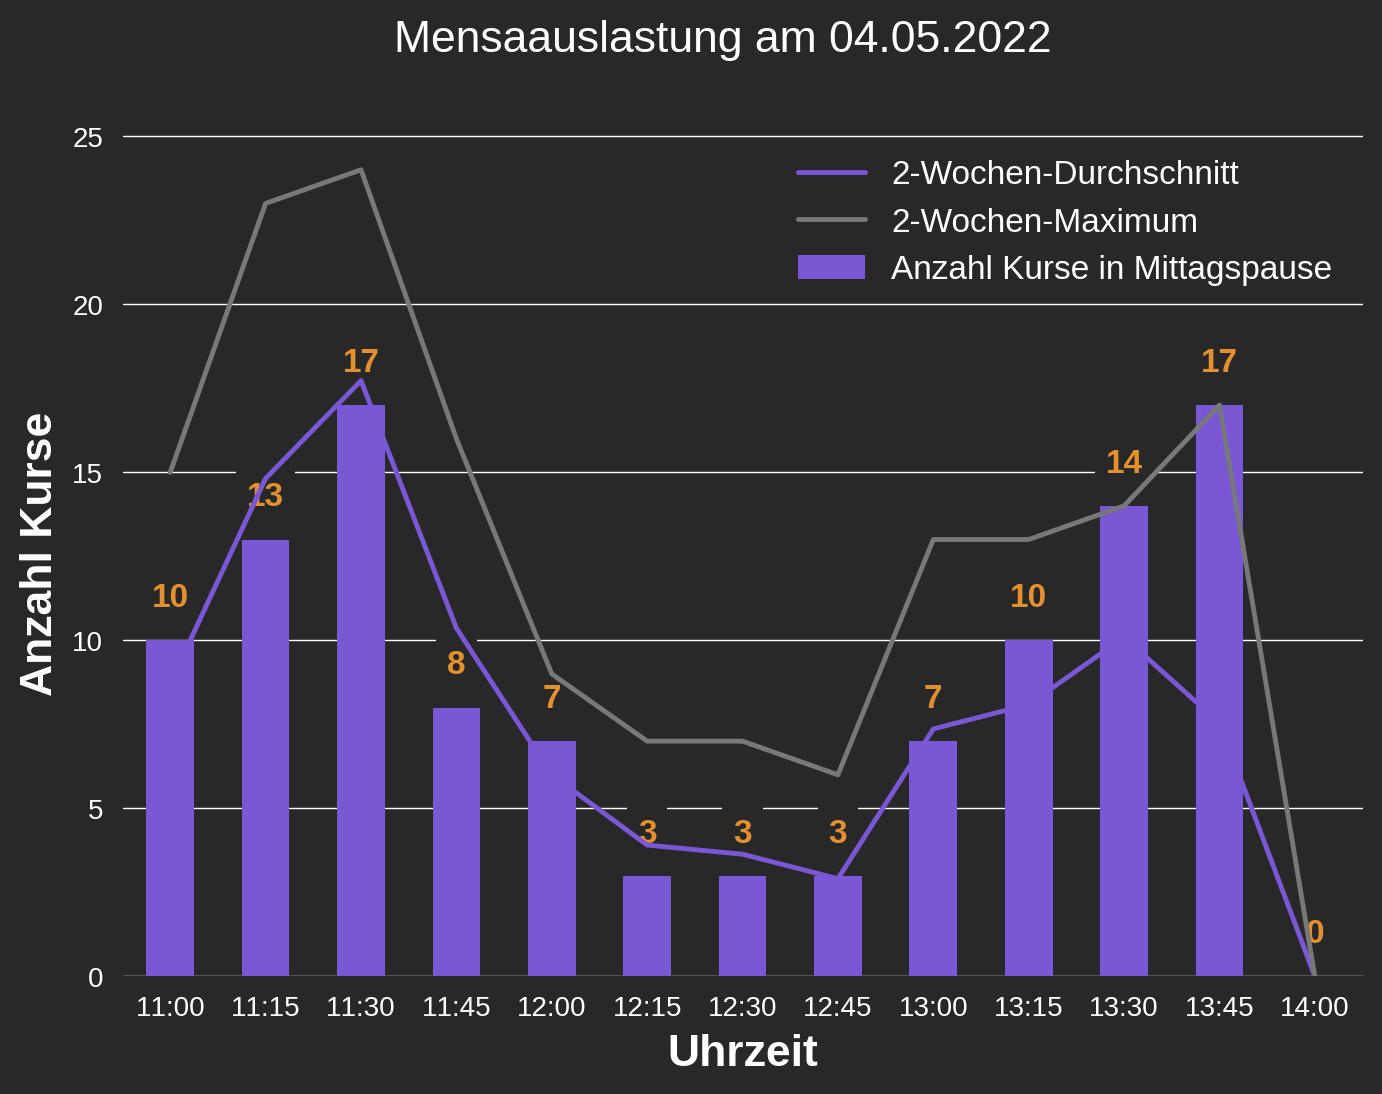 Mensaauslastung am 04.05.2022
25
20
15
10
5
0
Anzahl Kurse
2-Wochen-Durchschnitt
2-Wochen-Maximum
Anzahl Kurse in Mittagspause
10
13
17
8
7
3
3
3
7
10
14
17
0
11:00 11:15 11:30 11:45 12:00 12:15 12:30 12:45 13:00 13:15 13:30 13:45 14:00
Uhrzeit